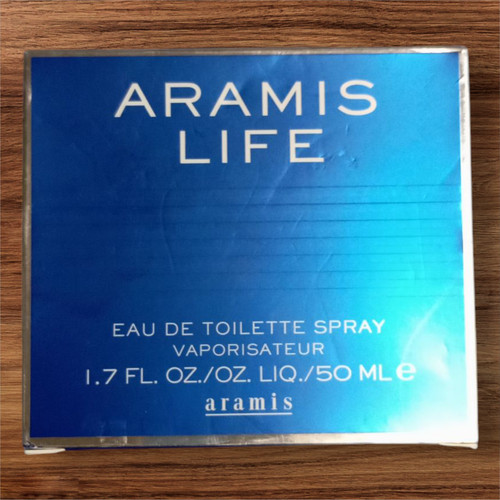 ARAMIS
LIFE
EAU DE TOILETTE SPRAY
VAPORISATEUR
1.7 FL. OZ./OZ. LIQ./50 ML ℮
aramis